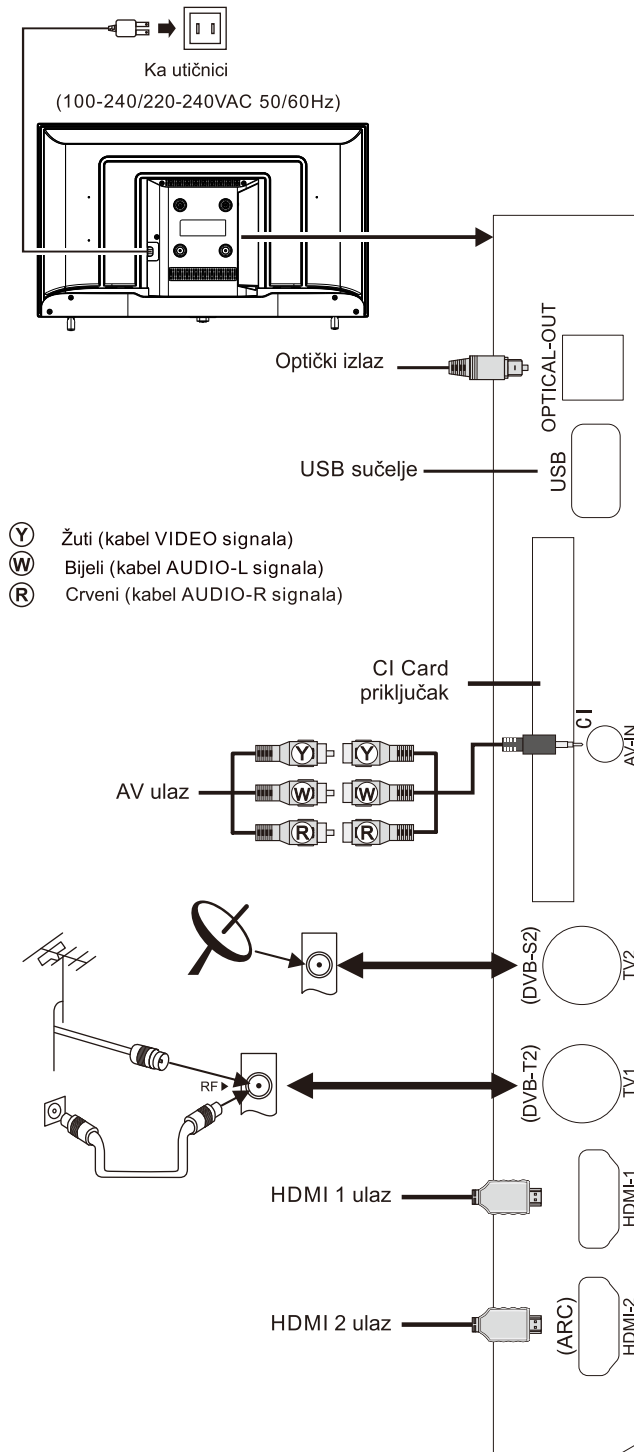 Ka utičnici
(100-240/220-240VAC 50/60Hz)
Optički izlaz
OPTICAL-OUT
USB sučelje
USB
Y Žuti (kabel VIDEO signala)
W Bijeli (kabel AUDIO-L signala)
R Crveni (kabel AUDIO-R signala)
CI Card
priključak
CI
AV-IN
AV ulaz
Y Y
W W
R R
(DVB-S2)
TV2
(DVB-T2)
TV1
RF
HDMI 1 ulaz
HDMI-1
HDMI 2 ulaz
(ARC)
HDMI-2